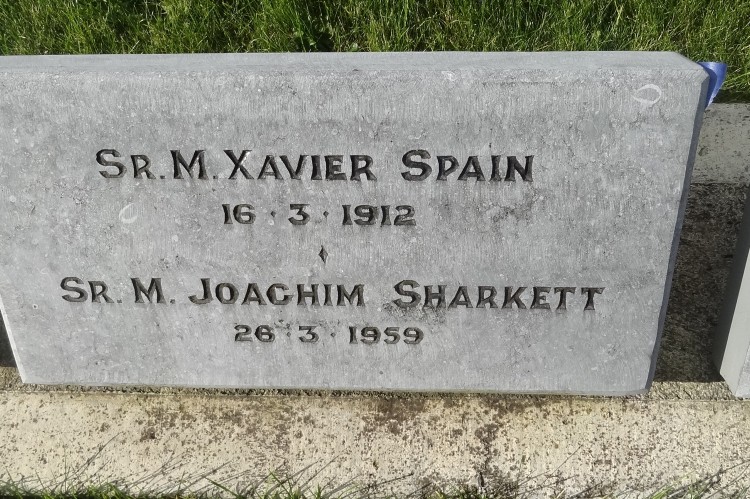 Sr. M. Xavier Spain
16 · 3 · 1912
Sr. M. Joachim Sharkett
26 · 3 · 1959